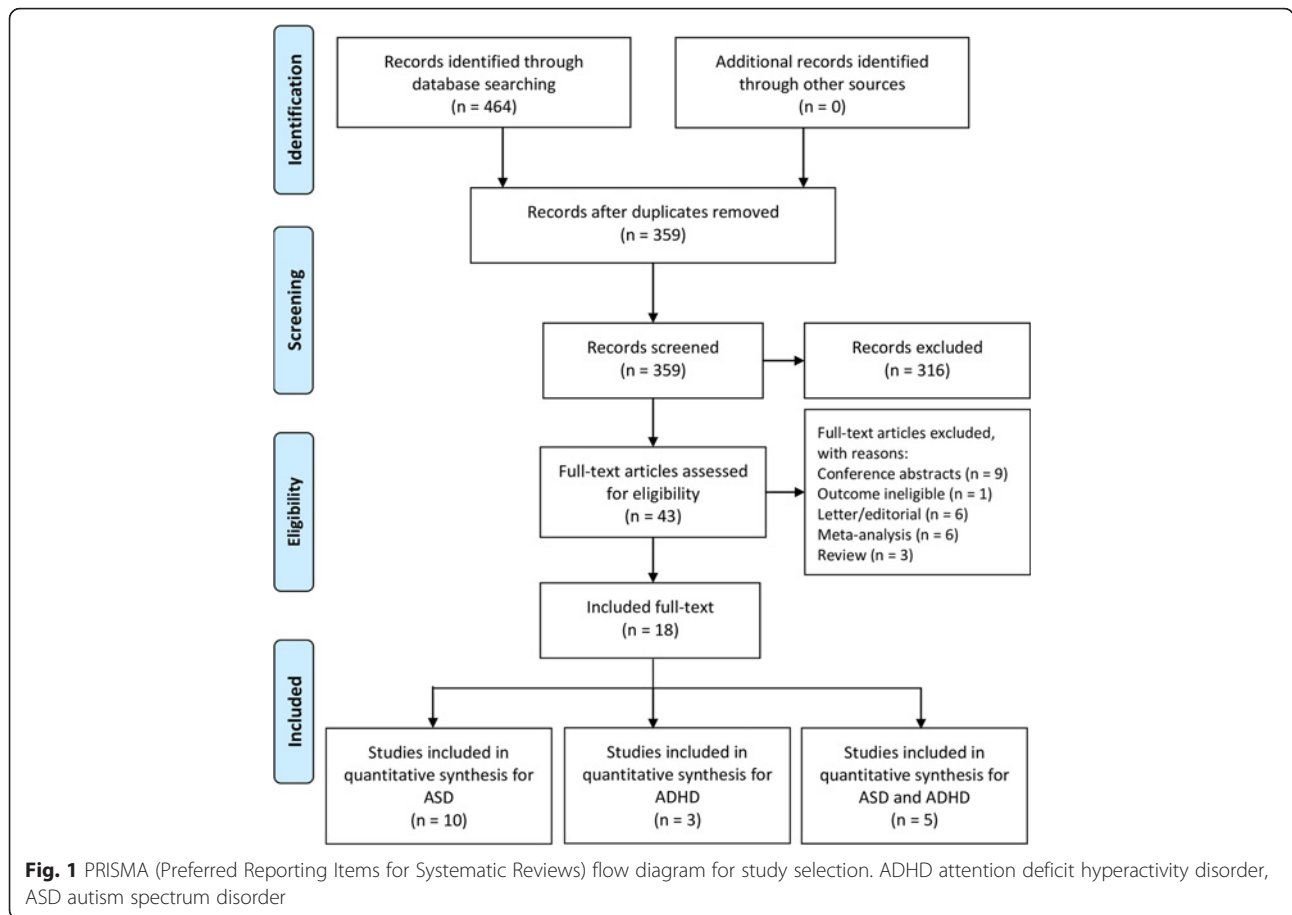 Identification
Records identified through
database searching
(n = 464)
Additional records identified
through other sources
(n = 0)
Records after duplicates removed
(n = 359)
Screening
Records screened
(n = 359)
Records excluded
(n = 316)
Eligibility
Full-text articles assessed
for eligibility
(n = 43)
Full-text articles excluded,
with reasons:
Conference abstracts (n = 9)
Outcome ineligible (n = 1)
Letter/editorial (n = 6)
Meta-analysis (n = 6)
Review (n = 3)
Included full-text
(n = 18)
Included
Studies included in
quantitative synthesis for
ASD
(n = 10)
Studies included in
quantitative synthesis for
ADHD
(n = 3)
Studies included in
quantitative synthesis for
ASD and ADHD
(n = 5)
Fig. 1 PRISMA (Preferred Reporting Items for Systematic Reviews) flow diagram for study selection. ADHD attention deficit hyperactivity disorder,
ASD autism spectrum disorder